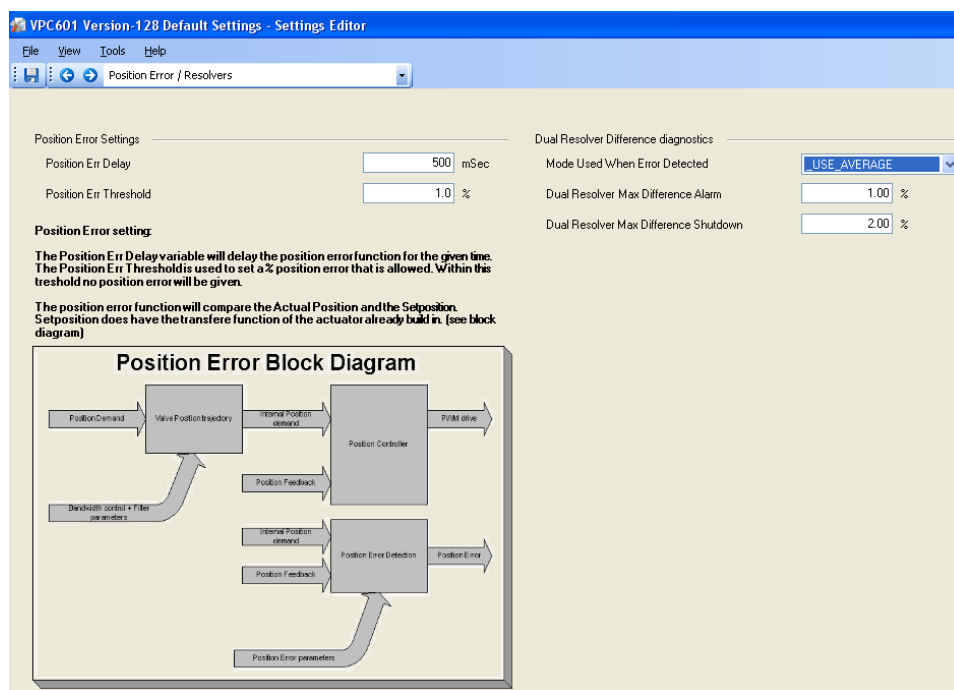 VPC601 Version-128 Default Settings - Settings Editor
File View Tools Help
Position Error / Resolvers
Position Error Settings
Position Err Delay 500 mSec
Position Err Threshold 1.0 %
Dual Resolver Difference diagnostics
Mode Used When Error Detected _USE_AVERAGE
Dual Resolver Max Difference Alarm 1.00 %
Dual Resolver Max Difference Shutdown 2.00 %
Position Error setting:
The Position Err Delay variable will delay the position error function for the given time.
The Position Err Threshold is used to set a % position error that is allowed. Within this
treshold no position error will be given.
The position error function will compare the Actual Position and the Setposition.
Setposition does have the transfere function of the actuator already build in. (see block
diagram)
Position Error Block Diagram
Position Demand
Valve Position trajectory
Internal Position
demand
Position Controller
PWM drive
Position Feedback
Bandwidth control + Filter
parameters
Internal Position
demand
Position Error Detection
Position Error
Position Feedback
Position Error parameters